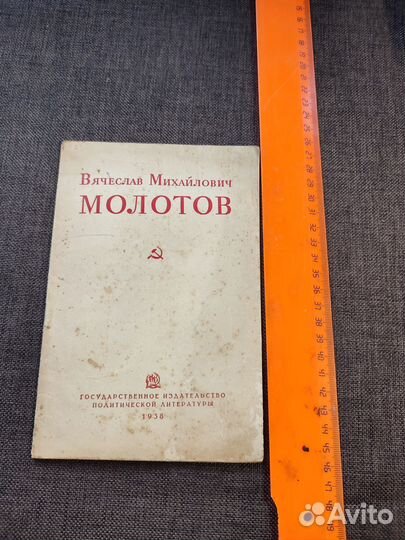 Вячеслав Михайлович
МОЛОТОВ
ГОСУДАРСТВЕННОЕ ИЗДАТЕЛЬСТВО
ПОЛИТИЧЕСКОЙ ЛИТЕРАТУРЫ
1938
Avito